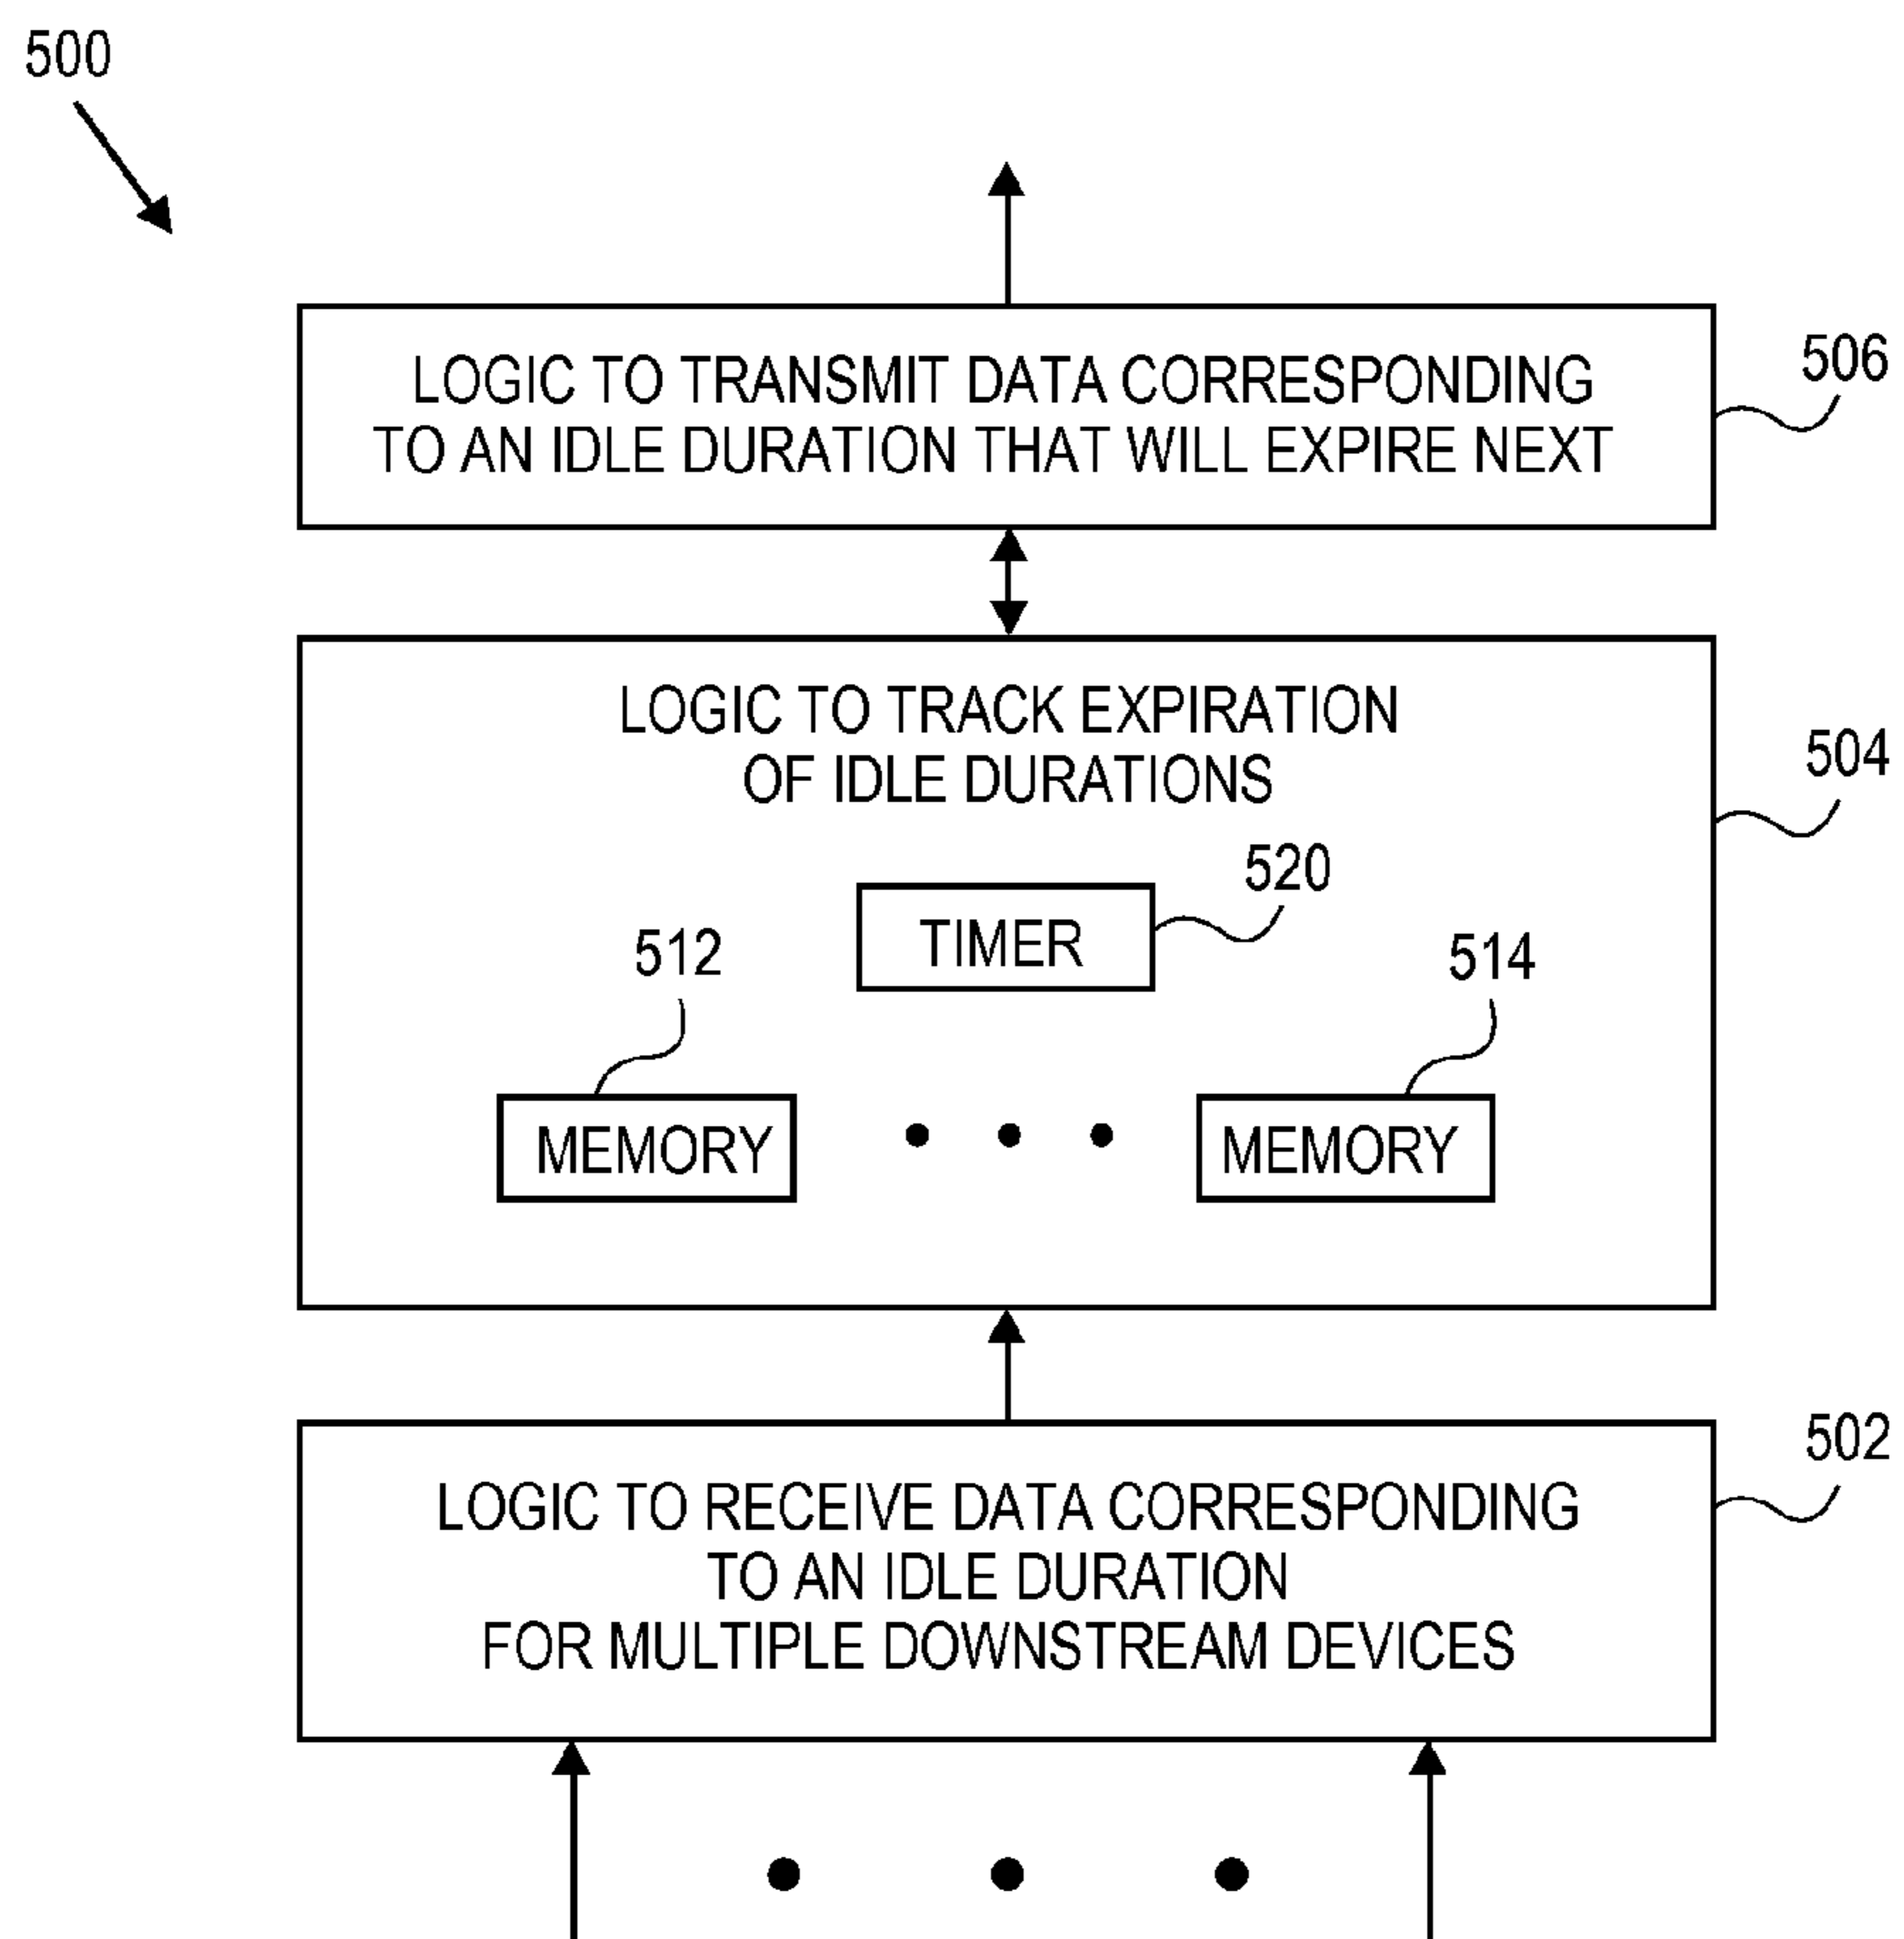 500
LOGIC TO TRANSMIT DATA CORRESPONDING
TO AN IDLE DURATION THAT WILL EXPIRE NEXT
506
LOGIC TO TRACK EXPIRATION
OF IDLE DURATIONS
504
520
TIMER
512
514
MEMORY
MEMORY
502
LOGIC TO RECEIVE DATA CORRESPONDING
TO AN IDLE DURATION
FOR MULTIPLE DOWNSTREAM DEVICES